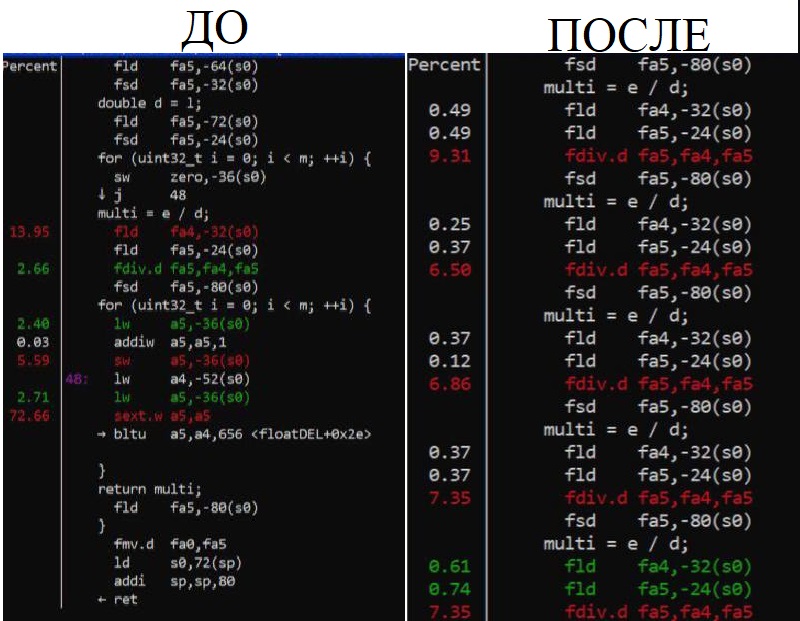 ДО
Percent
fld fa5,-64(s0)
fsd fa5,-32(s0)
double d = l;
fld fa5,-72(s0)
fsd fa5,-24(s0)
for (uint32_t i = 0; i < m; ++i) {
sw zero,-36(s0)
↓ j 48
multi = e / d;
13.95 fld fa4,-32(s0)
fld fa5,-24(s0)
2.66 fdiv.d fa5,fa4,fa5
fsd fa5,-80(s0)
for (uint32_t i = 0; i < m; ++i) {
2.40 lw a5,-36(s0)
0.03 addiw a5,a5,1
5.59 sw a5,-36(s0)
48: lw a4,-52(s0)
2.71 lw a5,-36(s0)
72.66 sext.w a5,a5
→ bltu a5,a4,656 <floatDEL+0x2e>
}
return multi;
fld fa5,-80(s0)
}
fmv.d fa0,fa5
ld s0,72(sp)
addi sp,sp,80
← ret
ПОСЛЕ
Percent
fsd fa5,-80(s0)
multi = e / d;
0.49 fld fa4,-32(s0)
0.49 fld fa5,-24(s0)
9.31 fdiv.d fa5,fa4,fa5
fsd fa5,-80(s0)
multi = e / d;
0.25 fld fa4,-32(s0)
0.37 fld fa5,-24(s0)
6.50 fdiv.d fa5,fa4,fa5
fsd fa5,-80(s0)
multi = e / d;
0.37 fld fa4,-32(s0)
0.12 fld fa5,-24(s0)
6.86 fdiv.d fa5,fa4,fa5
fsd fa5,-80(s0)
multi = e / d;
0.37 fld fa4,-32(s0)
0.37 fld fa5,-24(s0)
7.35 fdiv.d fa5,fa4,fa5
fsd fa5,-80(s0)
multi = e / d;
0.61 fld fa4,-32(s0)
0.74 fld fa5,-24(s0)
7.35 fdiv.d fa5,fa4,fa5